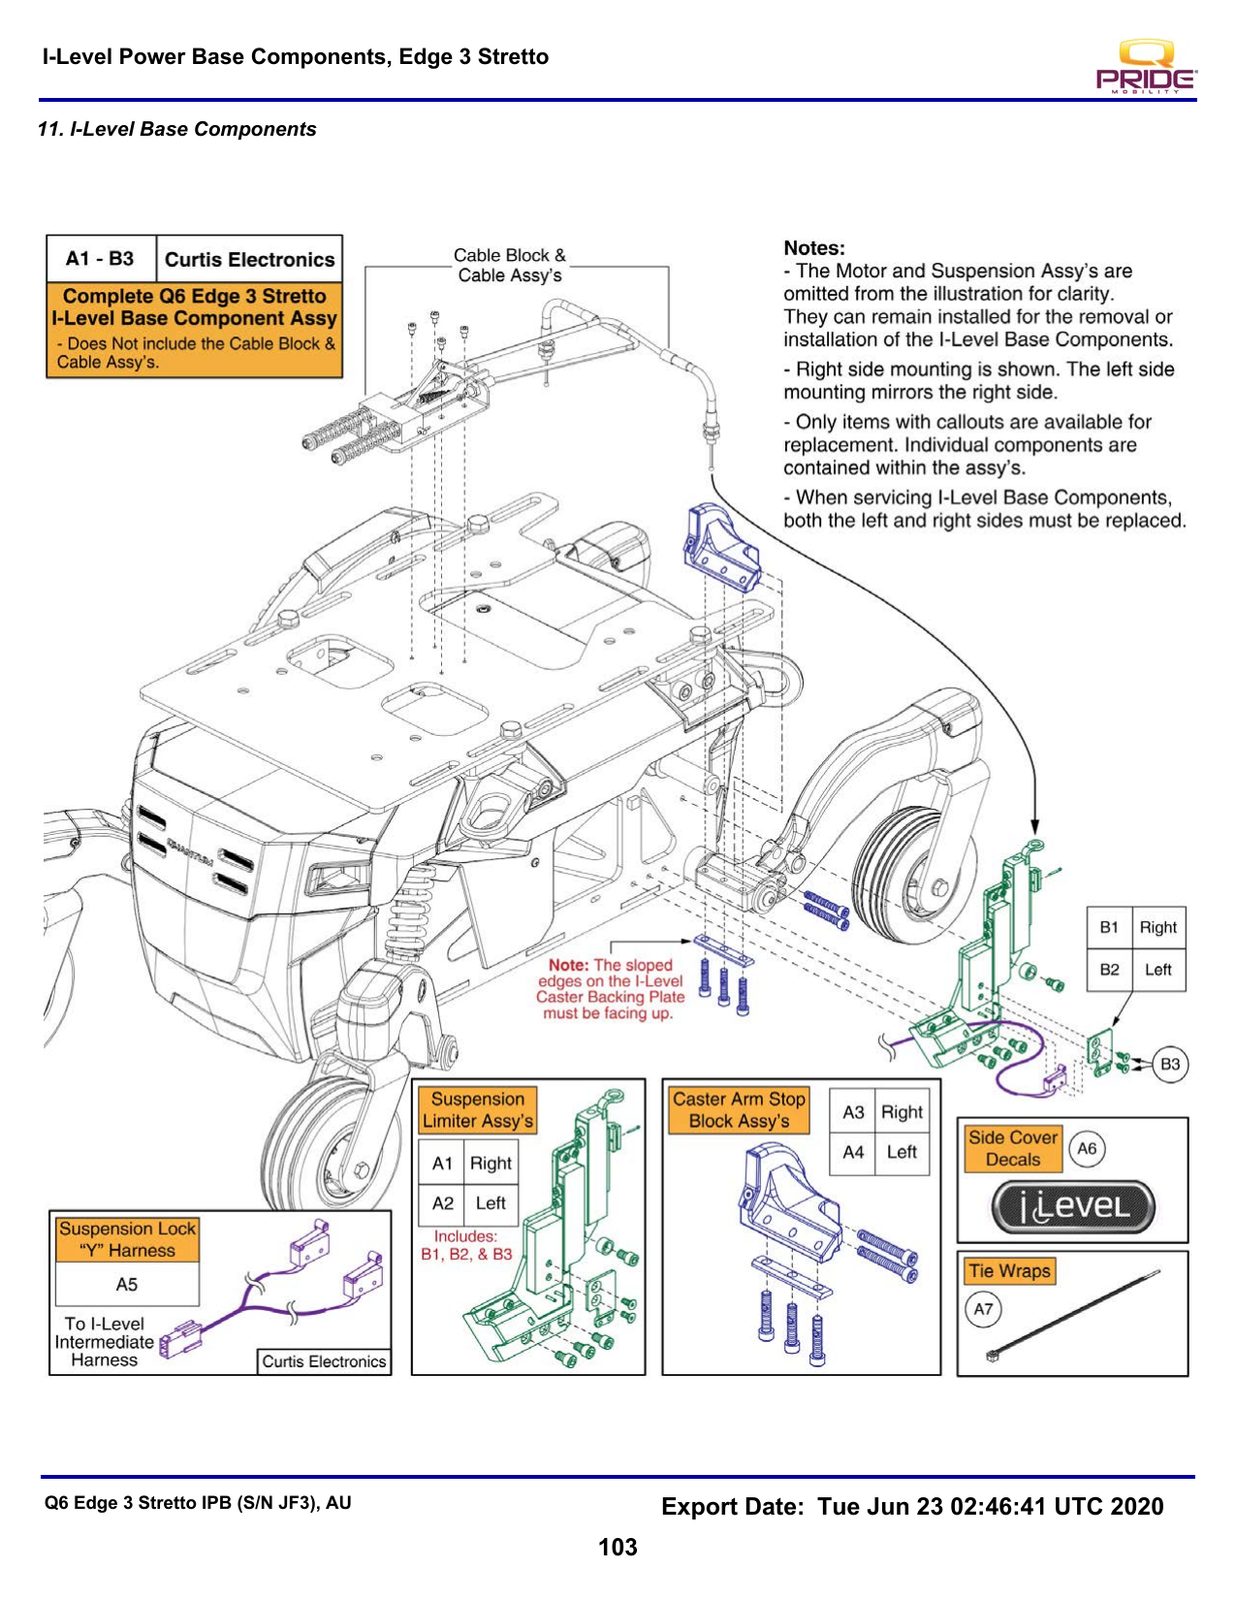 I-Level Power Base Components, Edge 3 Stretto
PRIDE
MOBILITY
11. I-Level Base Components
A1 - B3
Curtis Electronics
Complete Q6 Edge 3 Stretto
I-Level Base Component Assy
- Does Not include the Cable Block &
Cable Assy's.
Cable Block &
Cable Assy's
Notes:
- The Motor and Suspension Assy's are
omitted from the illustration for clarity.
They can remain installed for the removal or
installation of the I-Level Base Components.
- Right side mounting is shown. The left side
mounting mirrors the right side.
- Only items with callouts are available for
replacement. Individual components are
contained within the assy's.
- When servicing I-Level Base Components,
both the left and right sides must be replaced.
QUANTUM
Note: The sloped
edges on the I-Level
Caster Backing Plate
must be facing up.
B1 Right
B2 Left
B3
Suspension
Limiter Assy's
A1 Right
A2 Left
Includes:
B1, B2, & B3
Caster Arm Stop
Block Assy's
A3 Right
A4 Left
Side Cover
Decals
A6
iLevel
Suspension Lock
"Y" Harness
A5
To I-Level
Intermediate
Harness
Curtis Electronics
Tie Wraps
A7
Q6 Edge 3 Stretto IPB (S/N JF3), AU
Export Date: Tue Jun 23 02:46:41 UTC 2020
103